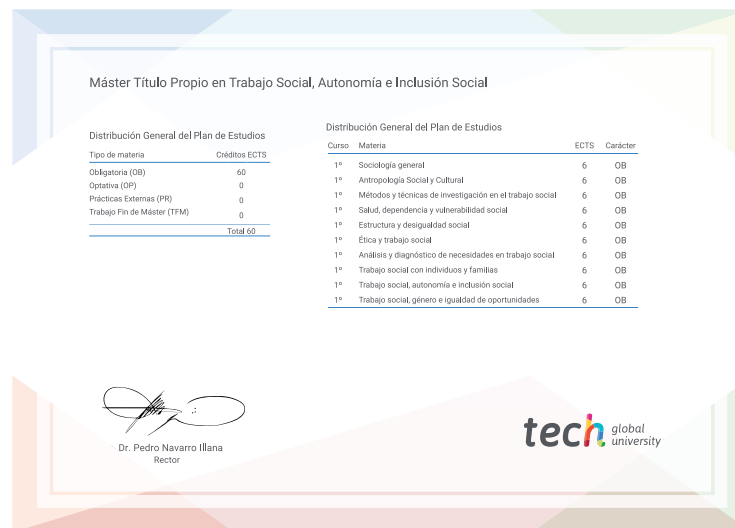 Máster Título Propio en Trabajo Social, Autonomía e Inclusión Social
Distribución General del Plan de Estudios
Tipo de materia Créditos ECTS
Obligatoria (OB) 60
Optativa (OP) 0
Prácticas Externas (PR) 0
Trabajo Fin de Máster (TFM) 0
Total 60
Distribución General del Plan de Estudios
Curso Materia ECTS Carácter
1º Sociología general 6 OB
1º Antropología Social y Cultural 6 OB
1º Métodos y técnicas de investigación en el trabajo social 6 OB
1º Salud, dependencia y vulnerabilidad social 6 OB
1º Estructura y desigualdad social 6 OB
1º Ética y trabajo social 6 OB
1º Análisis y diagnóstico de necesidades en trabajo social 6 OB
1º Trabajo social con individuos y familias 6 OB
1º Trabajo social, autonomía e inclusión social 6 OB
1º Trabajo social, género e igualdad de oportunidades 6 OB
Dr. Pedro Navarro Illana
Rector
tech global
university